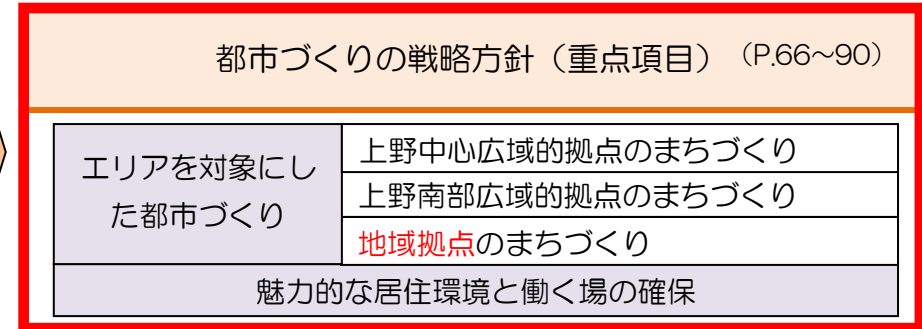 都市づくりの戦略方針（重点項目）（P.66～90）
エリアを対象にし
た都市づくり
上野中心広域的拠点のまちづくり
上野南部広域的拠点のまちづくり
地域拠点のまちづくり
魅力的な居住環境と働く場の確保